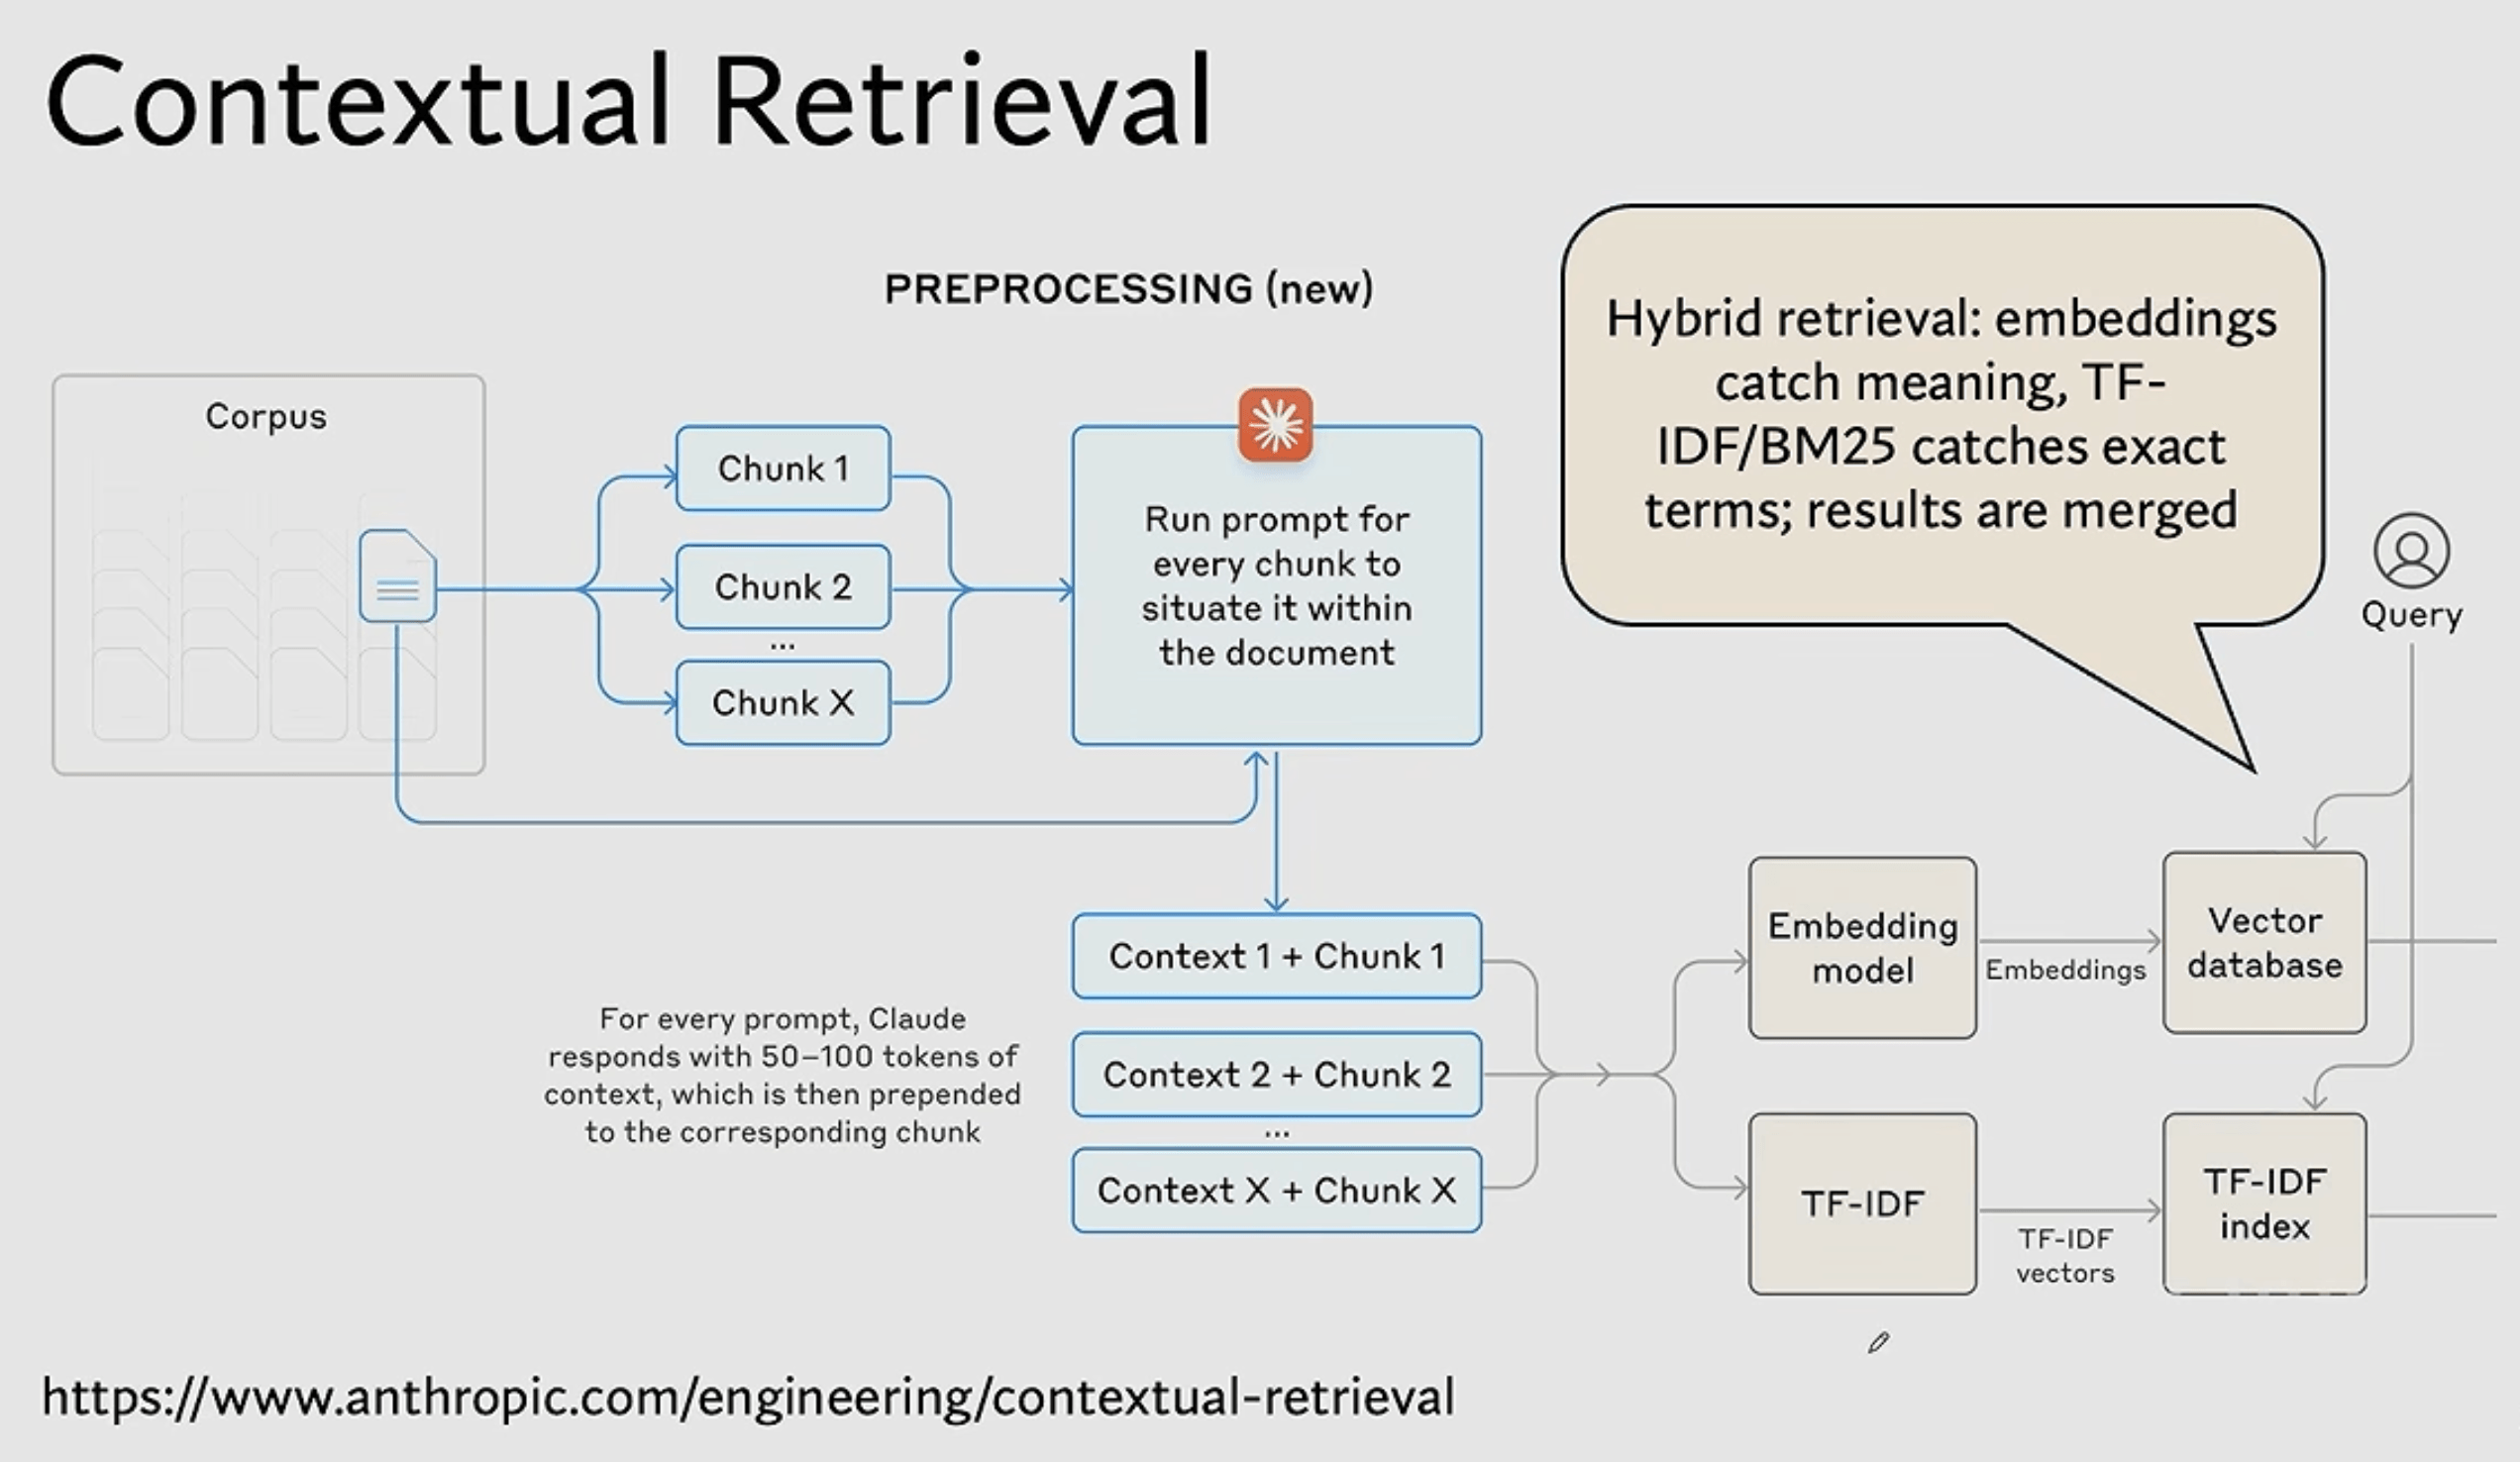 Contextual Retrieval
PREPROCESSING (new)
Corpus
Chunk 1
Chunk 2
...
Chunk X
Run prompt for
every chunk to
situate it within
the document
Hybrid retrieval: embeddings
catch meaning, TF-
IDF/BM25 catches exact
terms; results are merged
Query
For every prompt, Claude
responds with 50–100 tokens of
context, which is then prepended
to the corresponding chunk
Context 1 + Chunk 1
Context 2 + Chunk 2
...
Context X + Chunk X
Embedding
model
Embeddings
Vector
database
TF-IDF
TF-IDF
vectors
TF-IDF
index
https://www.anthropic.com/engineering/contextual-retrieval